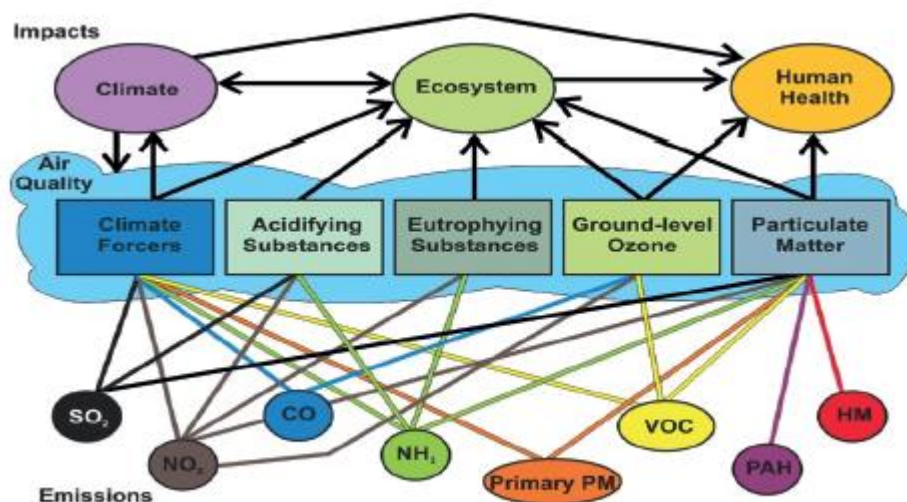 Impacts
Climate
Ecosystem
Human
Health
Air
Quality
Climate
Forcers
Acidifying
Substances
Eutrophying
Substances
Ground-level
Ozone
Particulate
Matter
SO₂
CO
VOC
HM
NOₓ
NH₃
Primary PM
PAH
Emissions